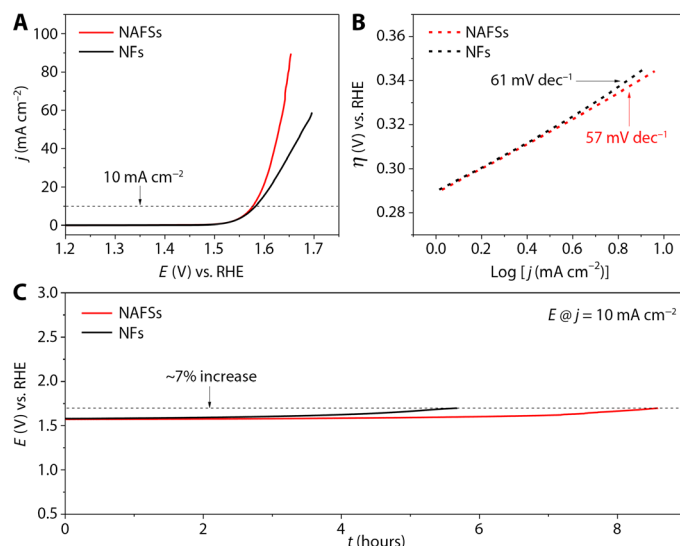 A
NAFSs
NFs
100
80
60
40
20
0
j (mA cm⁻²)
10 mA cm⁻²
1.2
1.3
1.4
1.5
1.6
1.7
E (V) vs. RHE
B
NAFSs
NFs
0.36
0.34
0.32
0.30
0.28
η (V) vs. RHE
61 mV dec⁻¹
57 mV dec⁻¹
0.0
0.2
0.4
0.6
0.8
1.0
Log [j (mA cm⁻²)]
C
NAFSs
NFs
E @ j = 10 mA cm⁻²
3.0
2.5
2.0
1.5
1.0
0.5
E (V) vs. RHE
~7% increase
0
2
4
6
8
t (hours)